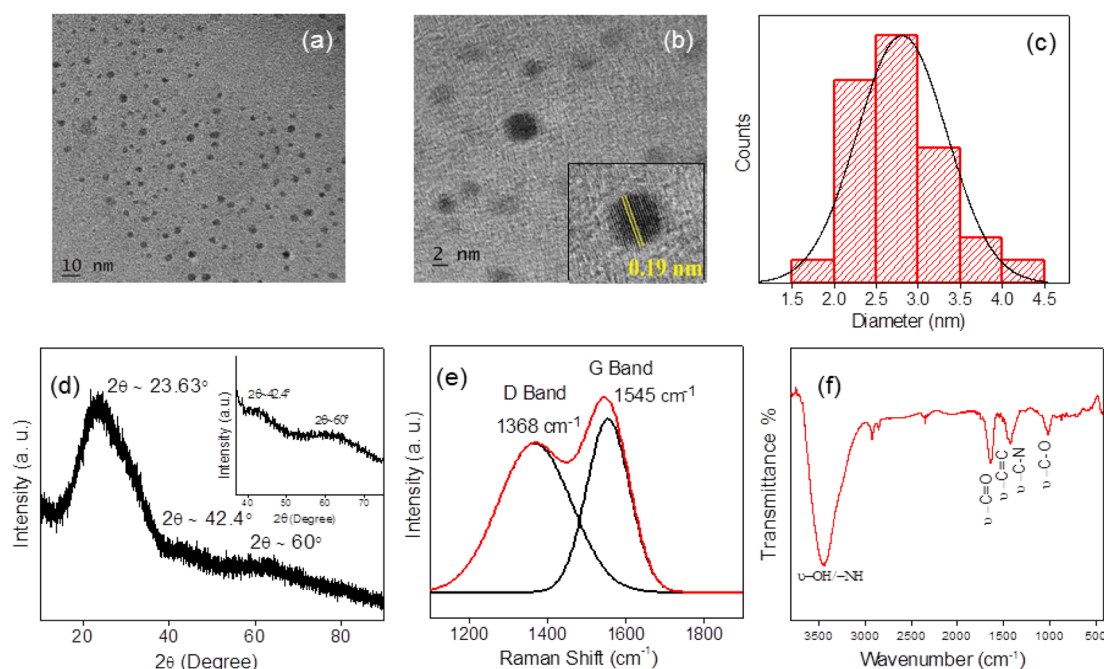 (a)
10 nm
(b)
2 nm
0.19 nm
(c)
Counts
1.5 2.0 2.5 3.0 3.5 4.0 4.5
Diameter (nm)
(d)
2θ ~ 23.63°
2θ ~ 42.4°
2θ ~ 60°
Intensity (a. u.)
20 40 60 80
2θ (Degree)
Intensity (a.u.)
2θ~42.4°
2θ~60°
40 50 60 70
2θ (Degree)
(e)
D Band
1368 cm⁻¹
G Band
1545 cm⁻¹
Intensity (a. u.)
1200 1400 1600 1800
Raman Shift (cm⁻¹)
(f)
Transmittance %
υ–OH/–NH
υ –C=O
υ–C=C
υ–C-N
υ–C-O
3500 3000 2500 2000 1500 1000 500
Wavenumber (cm⁻¹)